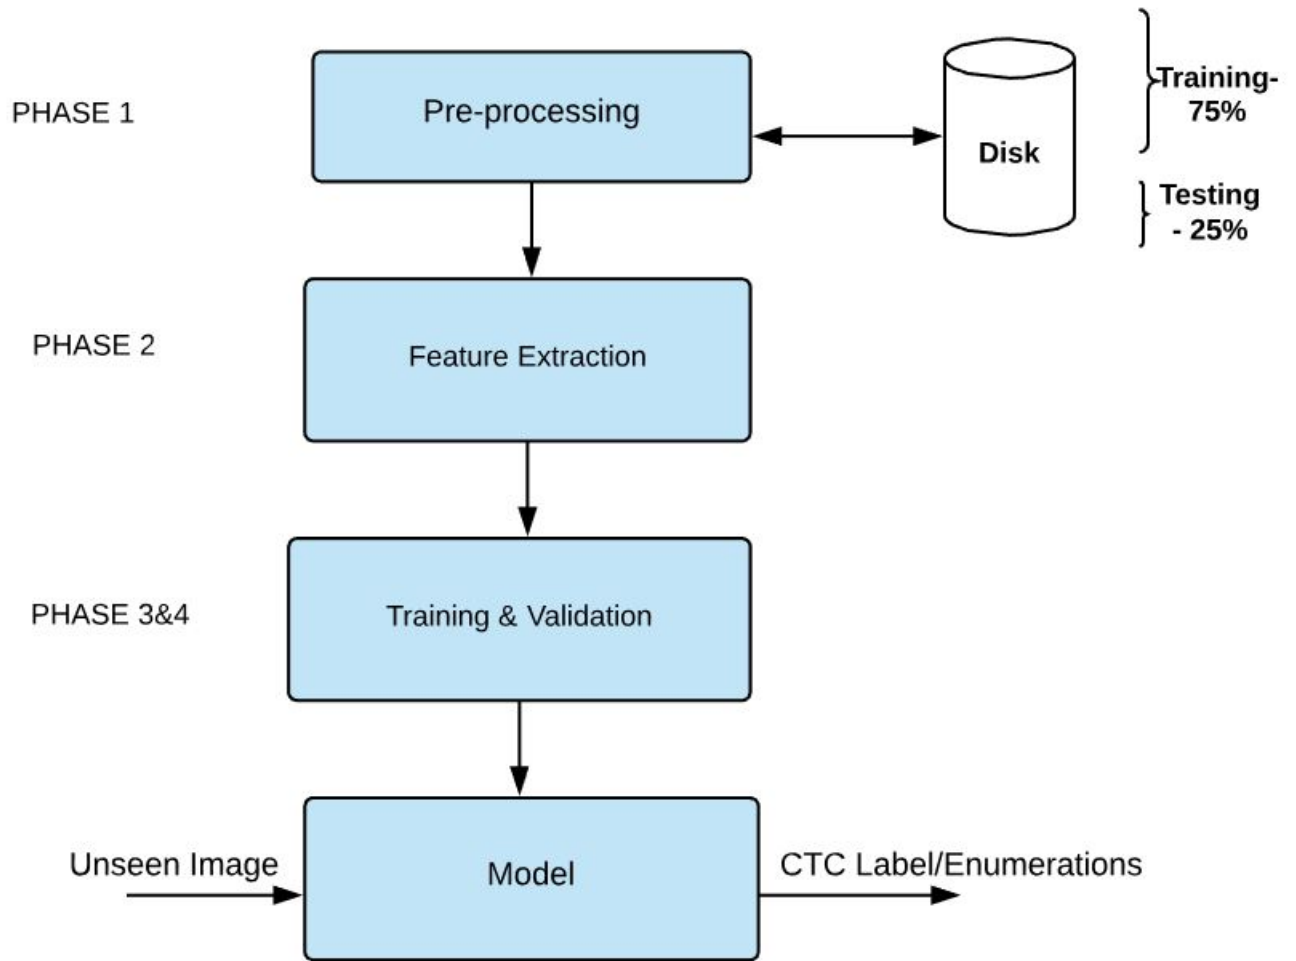 PHASE 1
Pre-processing
Disk
Training-
75%
Testing
- 25%
PHASE 2
Feature Extraction
PHASE 3&4
Training & Validation
Unseen Image
Model
CTC Label/Enumerations